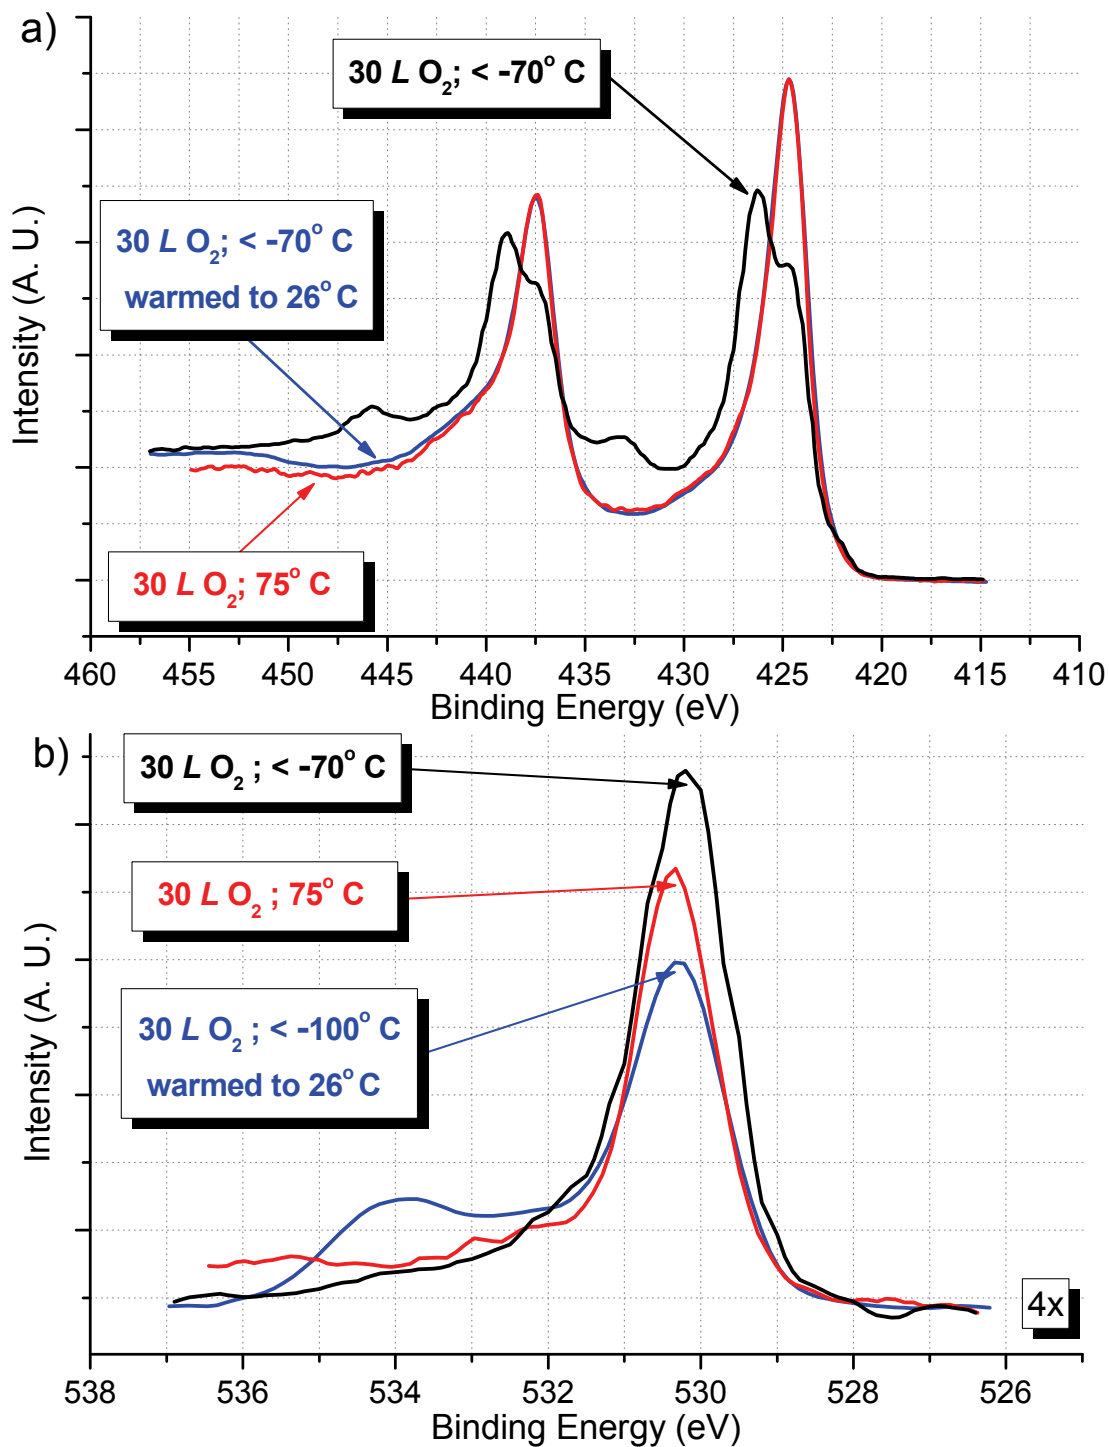 a)
30 L O2; < -70° C
30 L O2; < -70° C
warmed to 26° C
30 L O2; 75° C
Intensity (A. U.)
460 455 450 445 440 435 430 425 420 415 410
Binding Energy (eV)
b)
30 L O2 ; < -70° C
30 L O2 ; 75° C
30 L O2 ; < -100° C
warmed to 26° C
4x
Intensity (A. U.)
538 536 534 532 530 528 526
Binding Energy (eV)